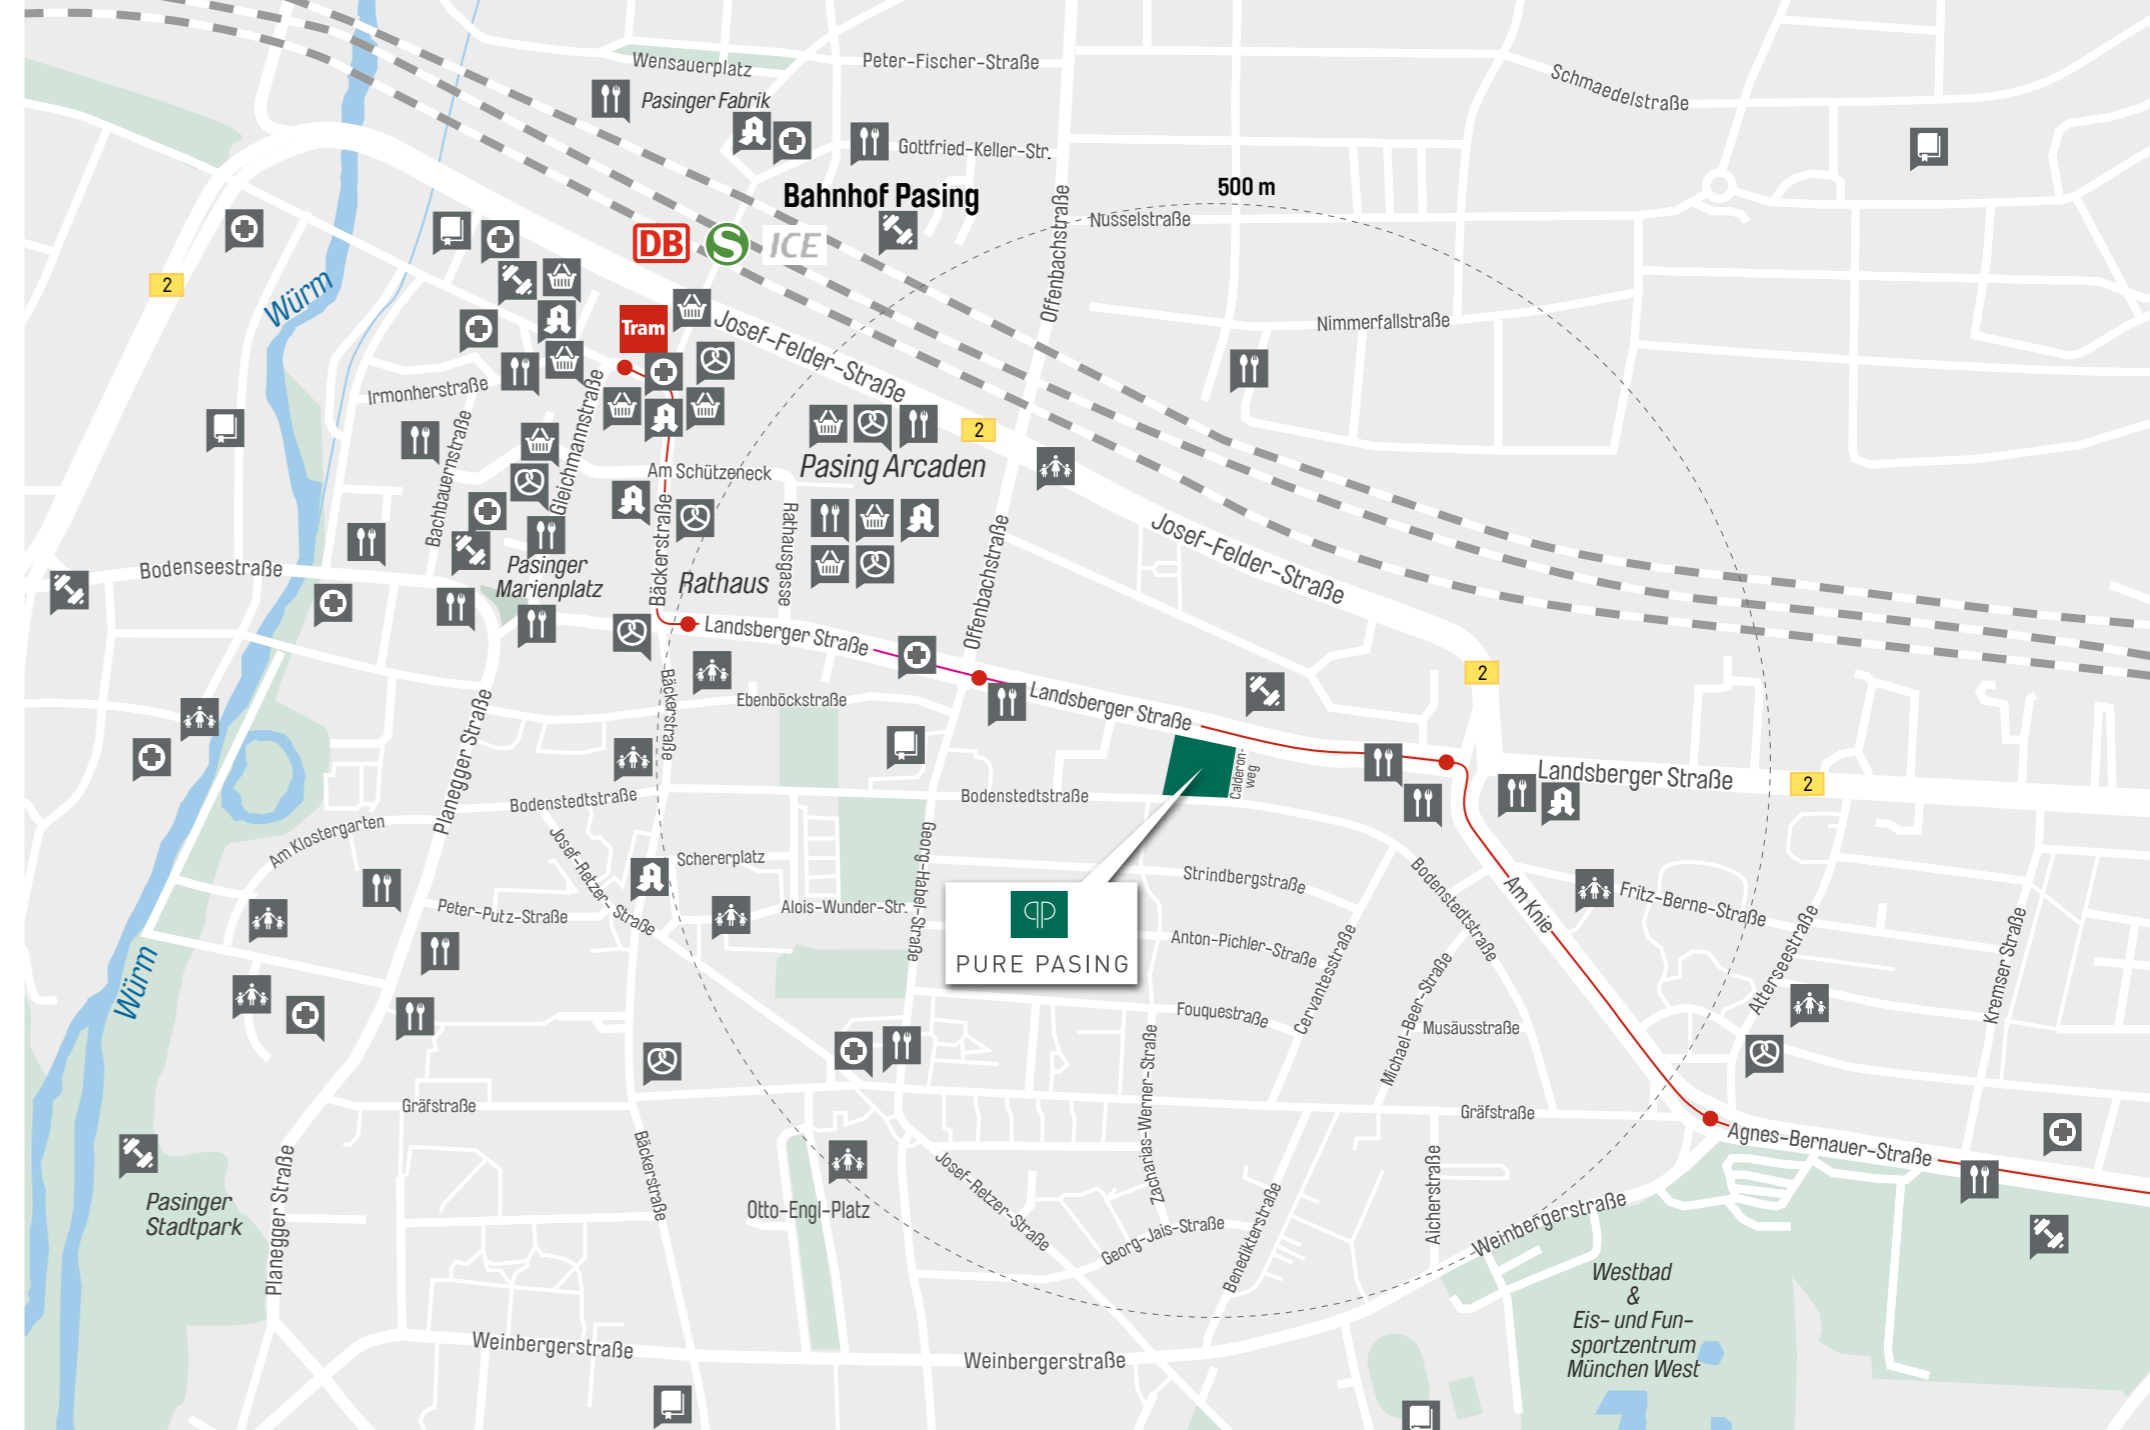 Wensauerplatz
Peter-Fischer-Straße
Schmaedelstraße
Pasinger Fabrik
Gottfried-Keller-Str.
Bahnhof Pasing
500 m
Nusselstraße
Offenbachstraße
DB
S
ICE
2
Würm
Tram
Josef-Felder-Straße
Nimmerfallstraße
Irmonherstraße
Bachbauernstraße
Gleichmannstraße
2
Am Schützeneck
Pasing Arcaden
Bäckerstraße
Rathausgasse
Offenbachstraße
Josef-Felder-Straße
Bodenseestraße
Pasinger
Marienplatz
Rathaus
Landsberger Straße
2
Bäckerstraße
Ebenböckstraße
Landsberger Straße
Planegger Straße
Calderon-
weg
Landsberger Straße
2
Bodenstedtstraße
Bodenstedtstraße
Am Klostergarten
Josef-Retzer-Straße
Schererplatz
Georg-Habel-Straße
Strindbergstraße
Bodenstedtstraße
Am Knie
Fritz-Berne-Straße
Peter-Putz-Straße
Alois-Wunder-Str.
PURE PASING
Anton-Pichler-Straße
Cervantesstraße
Michael-Beer-Straße
Atterseestraße
Kremser Straße
Würm
Fouquestraße
Musäusstraße
Zacharias-Werner-Straße
Gräfstraße
Gräfstraße
Agnes-Bernauer-Straße
Bäckerstraße
Josef-Retzer-Straße
Aicherstraße
Pasinger
Stadtpark
Planegger Straße
Otto-Engl-Platz
Georg-Jais-Straße
Benedikterstraße
Weinbergerstraße
Westbad
&
Eis- und Fun-
sportzentrum
München West
Weinbergerstraße
Weinbergerstraße